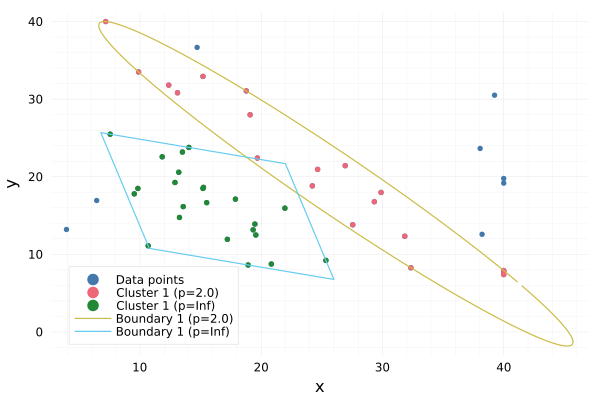 40
30
20
10
0
y
Data points
Cluster 1 (p=2.0)
Cluster 1 (p=Inf)
Boundary 1 (p=2.0)
Boundary 1 (p=Inf)
10
20
30
40
x